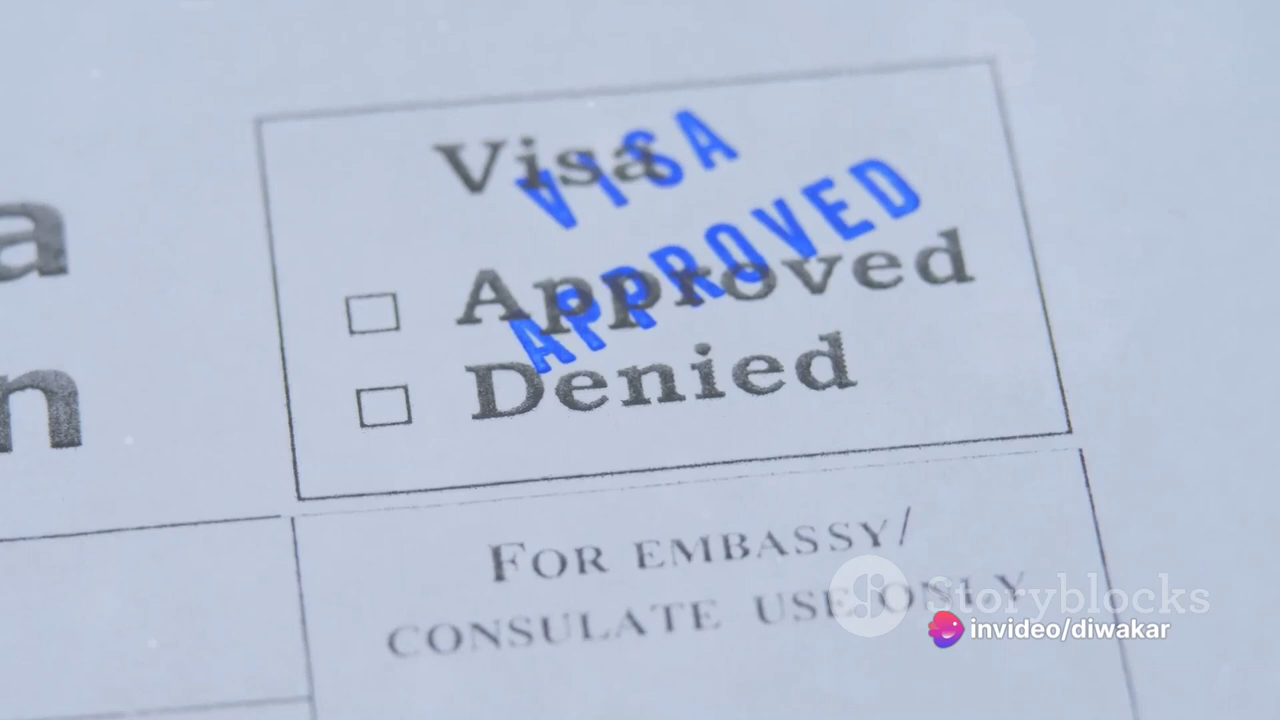 a
n
Visa
VISA
APPROVED
☐ Approved
☐ Denied
FOR EMBASSY/
CONSULATE USE ONLY
Storyblocks
invideo/diwakar